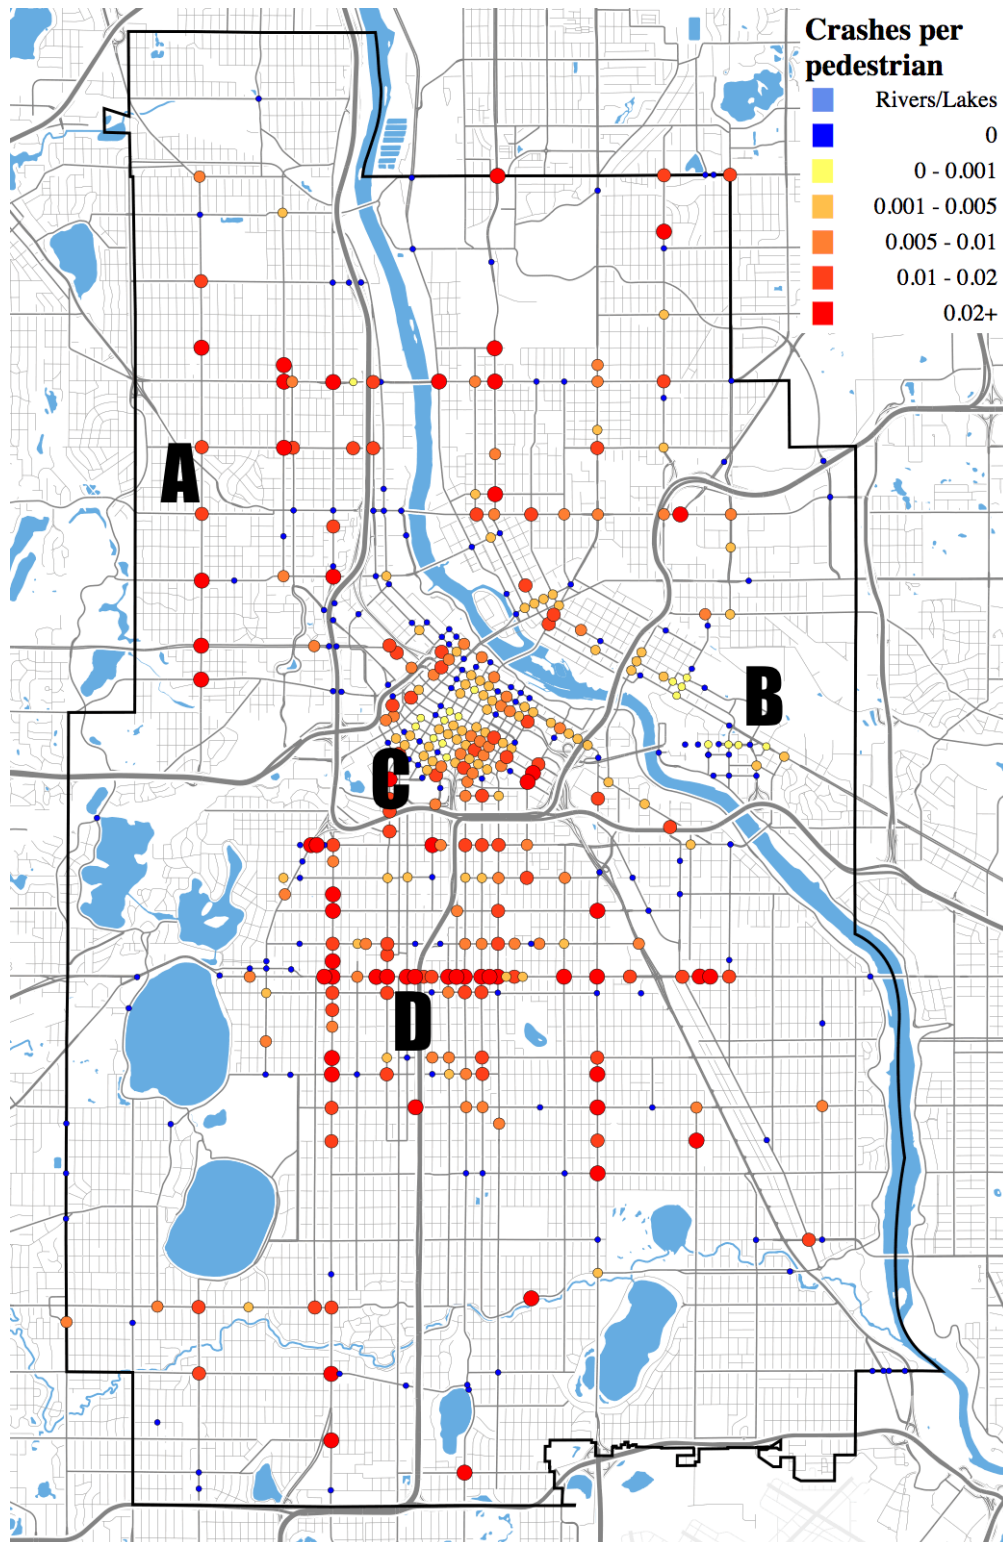 Crashes per
pedestrian
Rivers/Lakes
0
0 - 0.001
0.001 - 0.005
0.005 - 0.01
0.01 - 0.02
0.02+
A
B
C
D